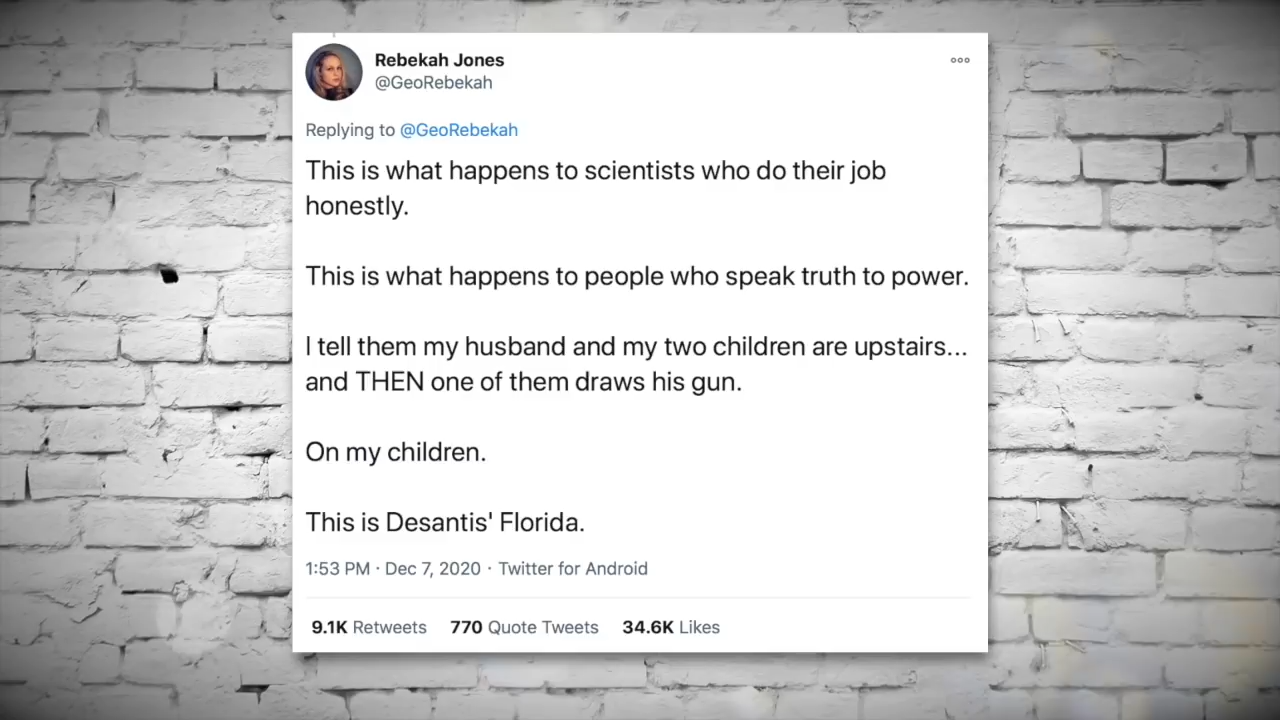 Rebekah Jones
@GeoRebekah
Replying to @GeoRebekah
This is what happens to scientists who do their job
honestly.
This is what happens to people who speak truth to power.
I tell them my husband and my two children are upstairs...
and THEN one of them draws his gun.
On my children.
This is Desantis' Florida.
1:53 PM · Dec 7, 2020 · Twitter for Android
9.1K Retweets 770 Quote Tweets 34.6K Likes